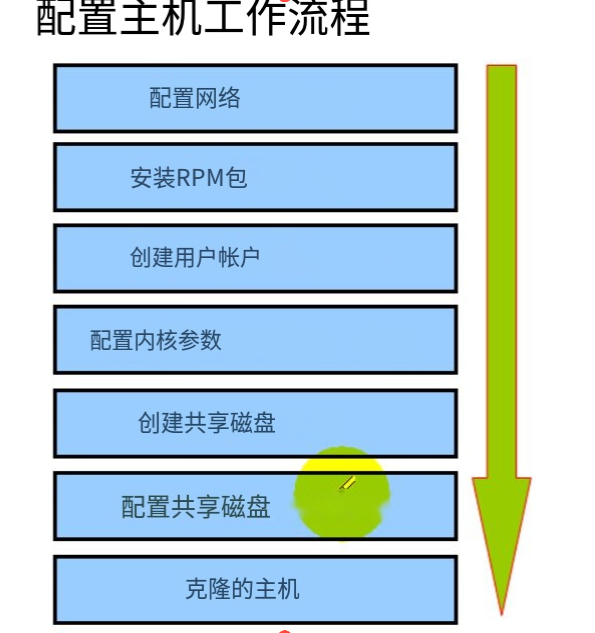 配置主机工作流程
配置网络
安装RPM包
创建用户帐户
配置内核参数
创建共享磁盘
配置共享磁盘
克隆的主机